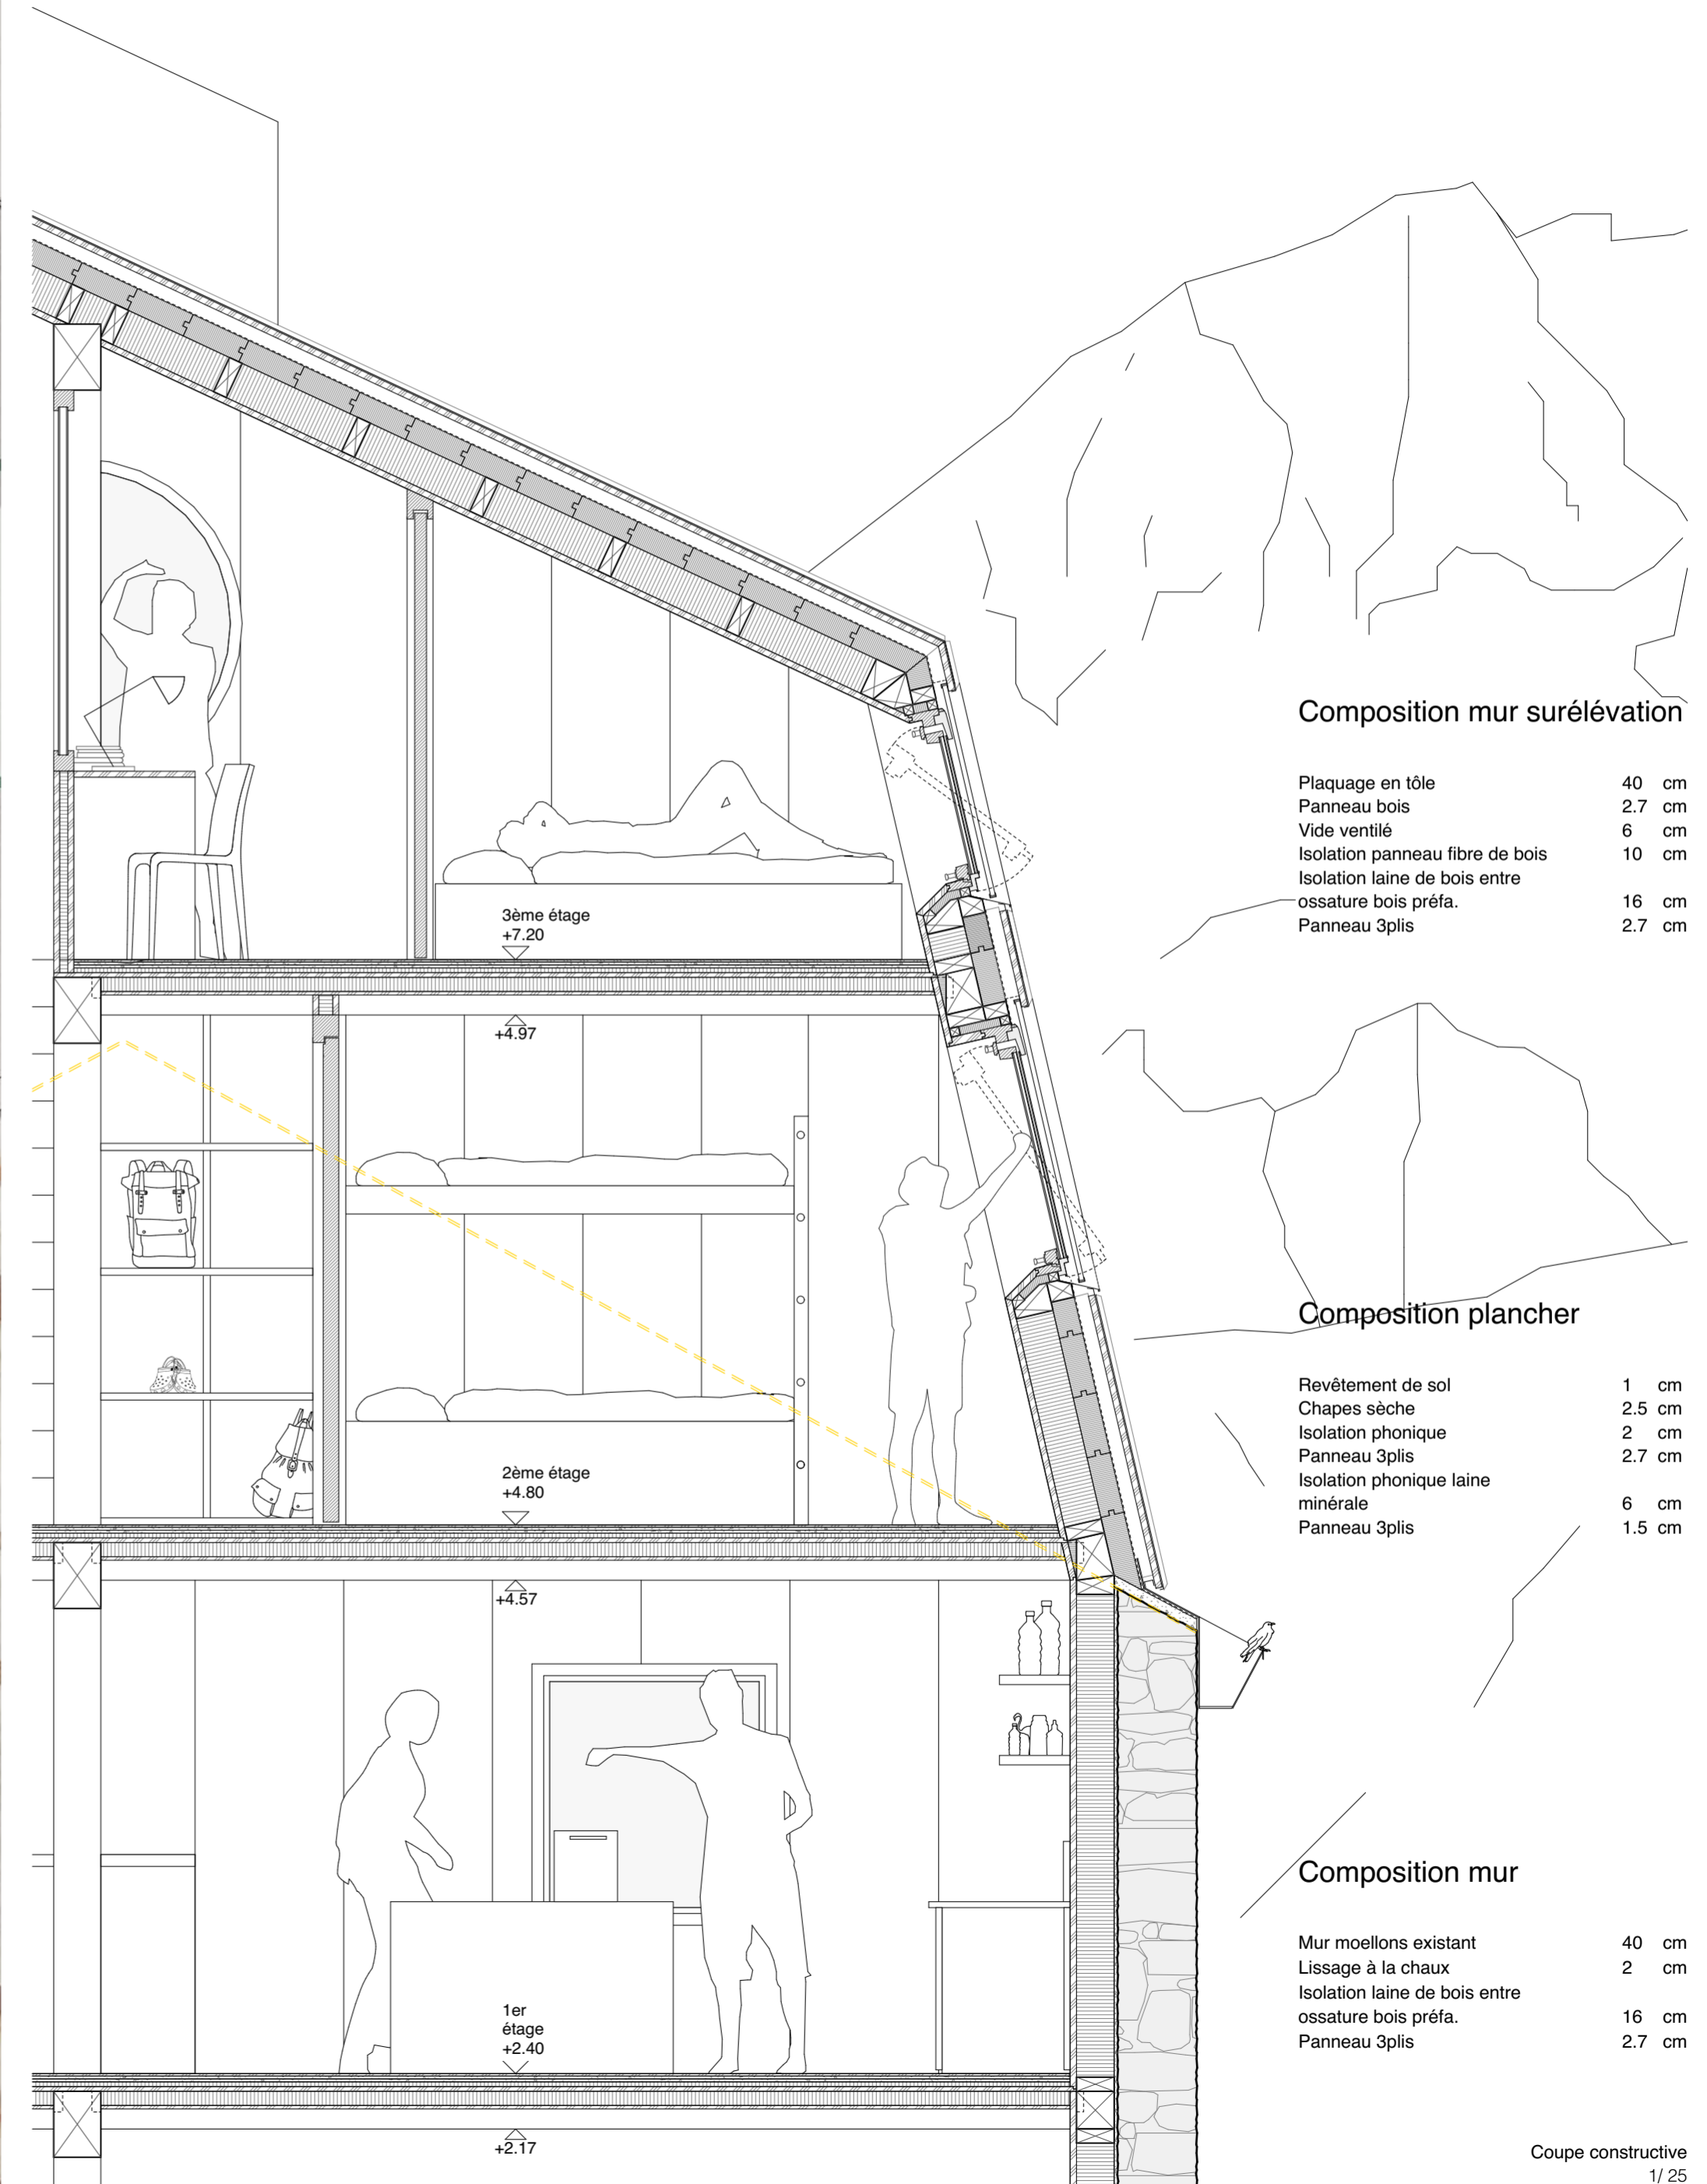 Composition mur surélévation
Plaquage en tôle 40 cm
Panneau bois 2.7 cm
Vide ventilé 6 cm
Isolation panneau fibre de bois 10 cm
Isolation laine de bois entre
ossature bois préfa. 16 cm
Panneau 3plis 2.7 cm
3ème étage
+7.20
+4.97
Composition plancher
Revêtement de sol 1 cm
Chapes sèche 2.5 cm
Isolation phonique 2 cm
Panneau 3plis 2.7 cm
Isolation phonique laine
minérale 6 cm
Panneau 3plis 1.5 cm
2ème étage
+4.80
+4.57
Composition mur
Mur moellons existant 40 cm
Lissage à la chaux 2 cm
Isolation laine de bois entre
ossature bois préfa. 16 cm
Panneau 3plis 2.7 cm
1er
étage
+2.40
+2.17
Coupe constructive
1/ 25